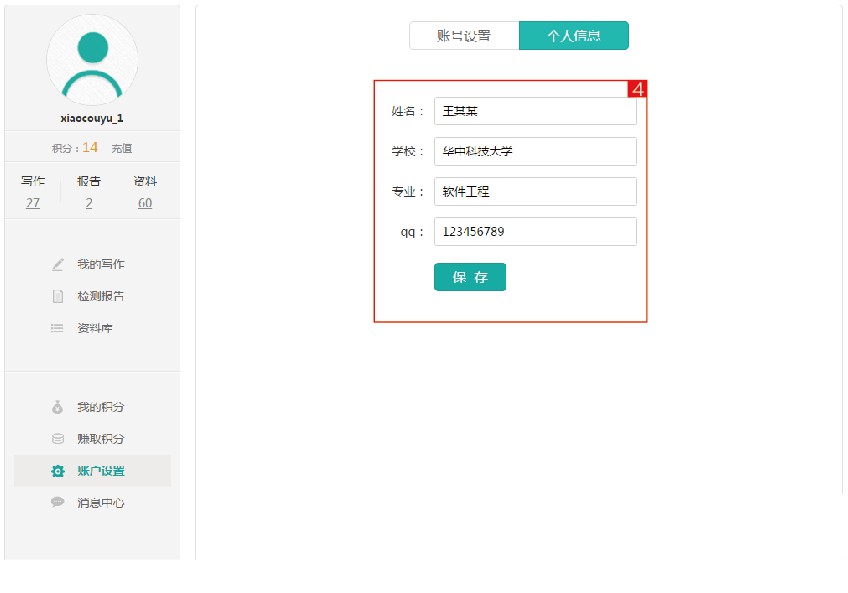 xiaocouyu_1
积分：14 充值
写作 报告 资料
27 2 60
我的写作
检测报告
资料库
我的积分
赚取积分
账户设置
消息中心
账号设置 个人信息
4
姓名： 王某某
学校： 华中科技大学
专业： 软件工程
qq： 123456789
保 存